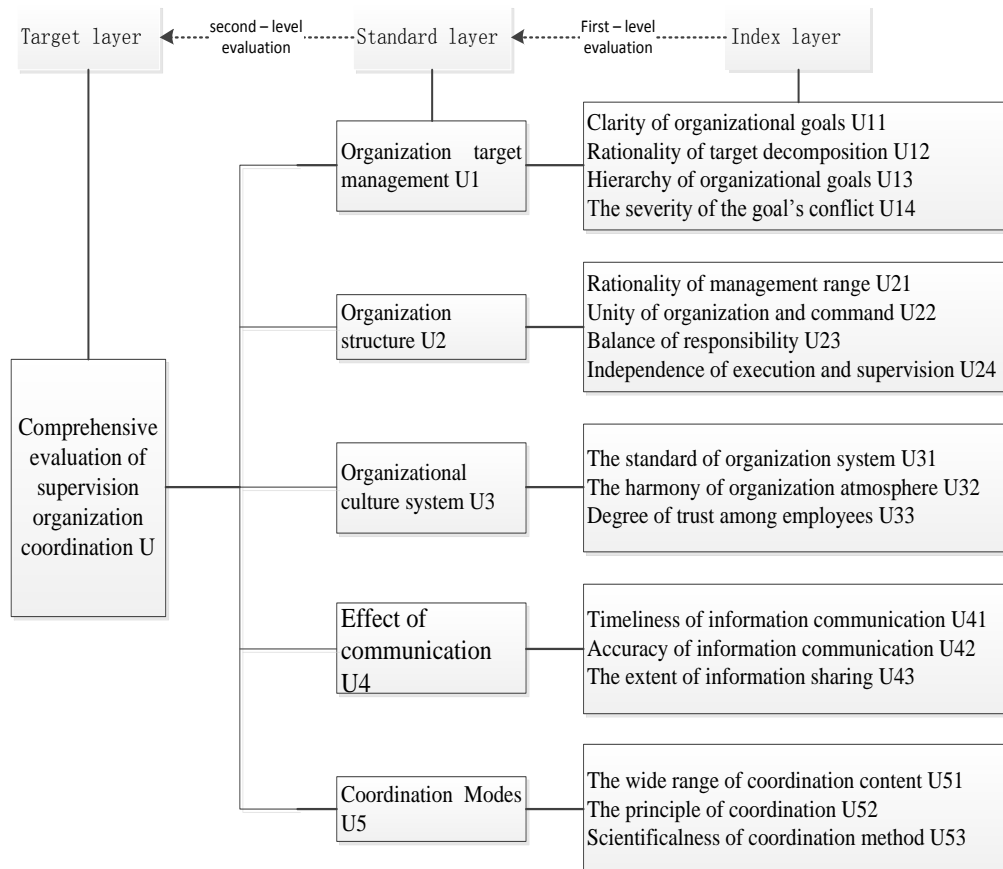 Target layer
second – level
evaluation
Standard layer
First – level
evaluation
Index layer
Organization target
management U1
Clarity of organizational goals U11
Rationality of target decomposition U12
Hierarchy of organizational goals U13
The severity of the goal’s conflict U14
Organization
structure U2
Rationality of management range U21
Unity of organization and command U22
Balance of responsibility U23
Independence of execution and supervision U24
Comprehensive
evaluation of
supervision
organization
coordination U
Organizational
culture system U3
The standard of organization system U31
The harmony of organization atmosphere U32
Degree of trust among employees U33
Effect of
communication
U4
Timeliness of information communication U41
Accuracy of information communication U42
The extent of information sharing U43
Coordination Modes
U5
The wide range of coordination content U51
The principle of coordination U52
Scientificalness of coordination method U53